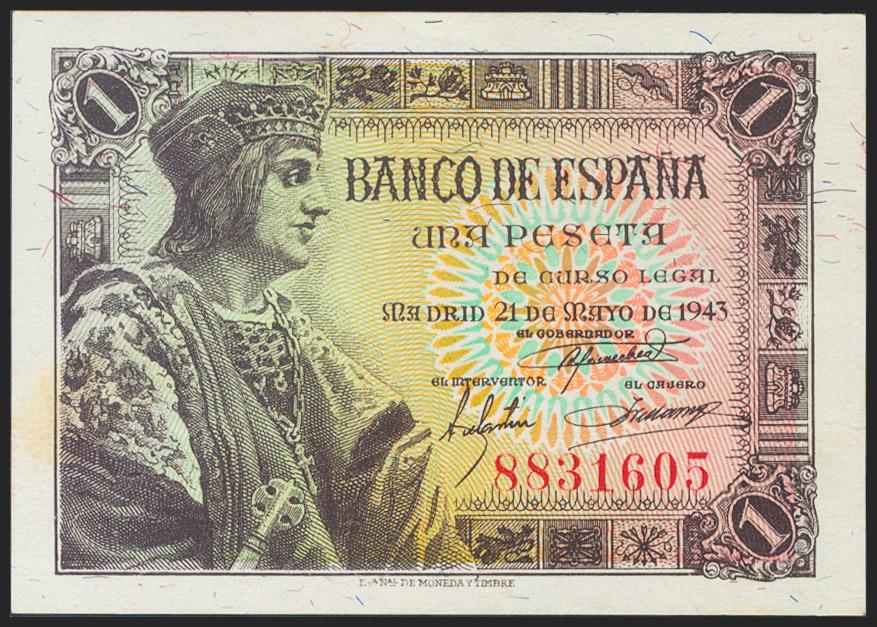 1
1
BANCO DE ESPAÑA
UNA PESETA
DE CURSO LEGAL
MADRID 21 DE MAYO DE 1943
EL GOBERNADOR
EL INTERVENTOR EL CAJERO
8831605
1
DE MONEDA Y TIMBRE